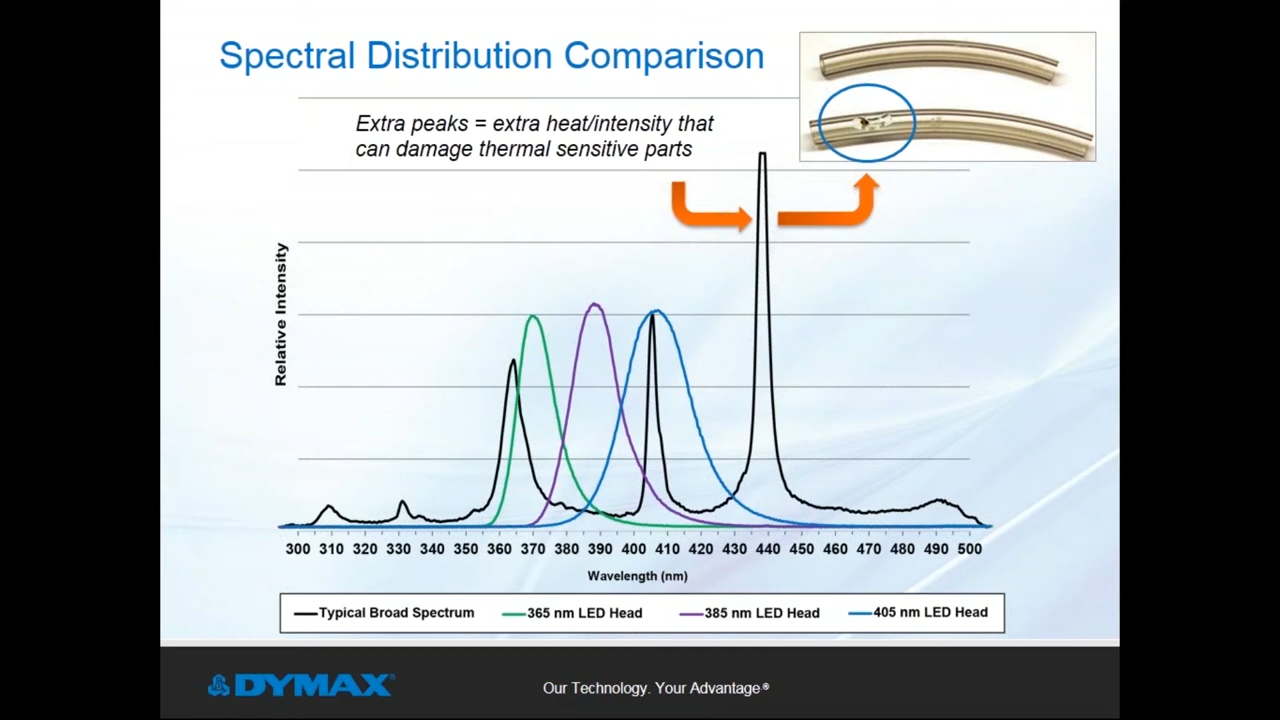 Spectral Distribution Comparison
Extra peaks = extra heat/intensity that
can damage thermal sensitive parts
Relative Intensity
300 310 320 330 340 350 360 370 380 390 400 410 420 430 440 450 460 470 480 490 500
Wavelength (nm)
Typical Broad Spectrum 365 nm LED Head 385 nm LED Head 405 nm LED Head
DYMAX®
Our Technology. Your Advantage®